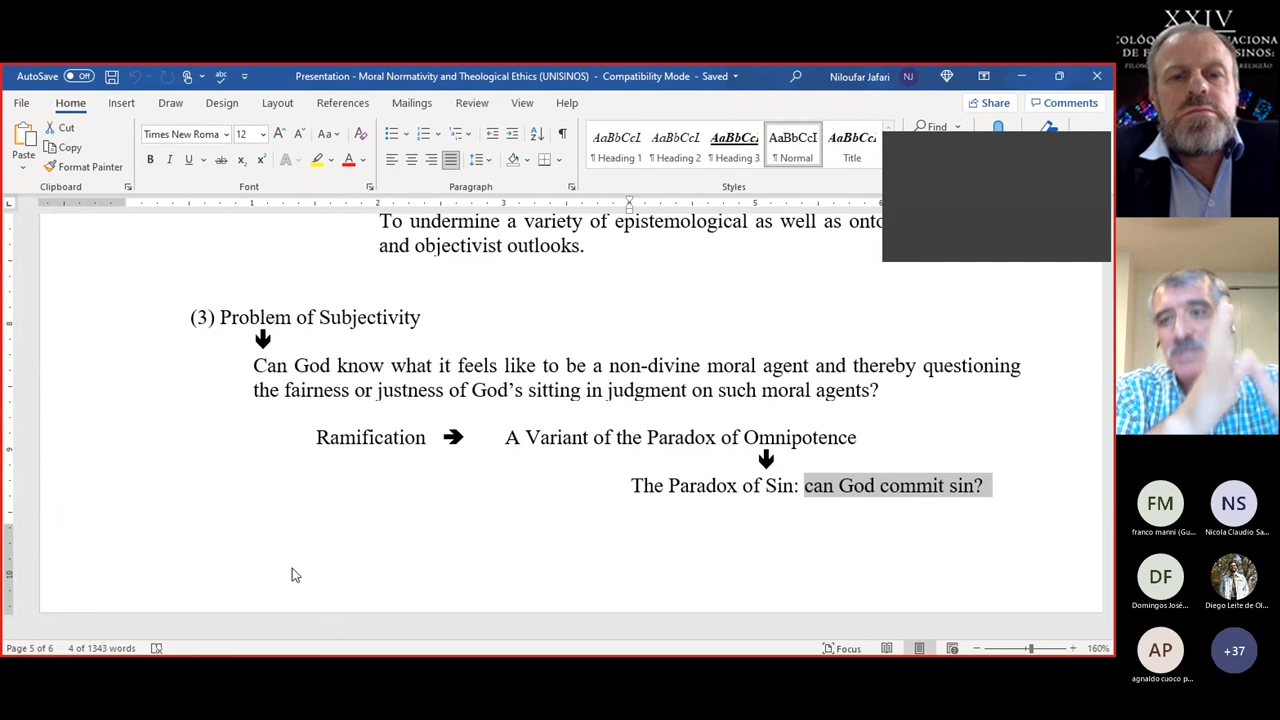 XXIV
AutoSave Off
Presentation - Moral Normativity and Theological Ethics (UNISINOS) - Compatibility Mode - Saved
Niloufar Jafari NJ
File Home Insert Draw Design Layout References Mailings Review View Help
Share Comments
Paste
Cut
Copy
Format Painter
Times New Roma 12
AaBbCcI AaBbCcI AaBbCcI AaBbCcI AaBbCcI
¶ Heading 1 ¶ Heading 2 ¶ Heading 3 ¶ Normal Title
Find
Clipboard Font Paragraph Styles
To undermine a variety of epistemological as well as onto
and objectivist outlooks.
(3) Problem of Subjectivity
Can God know what it feels like to be a non-divine moral agent and thereby questioning
the fairness or justness of God’s sitting in judgment on such moral agents?
Ramification ➔ A Variant of the Paradox of Omnipotence
The Paradox of Sin: can God commit sin?
Page 5 of 6 4 of 1343 words
Focus
160%
FM
franco manni (Gu...
NS
Nicola Claudio Sa...
DF
Domingos José...
Diego Leite de Ol...
AP
agnaldo cuoco p...
+37